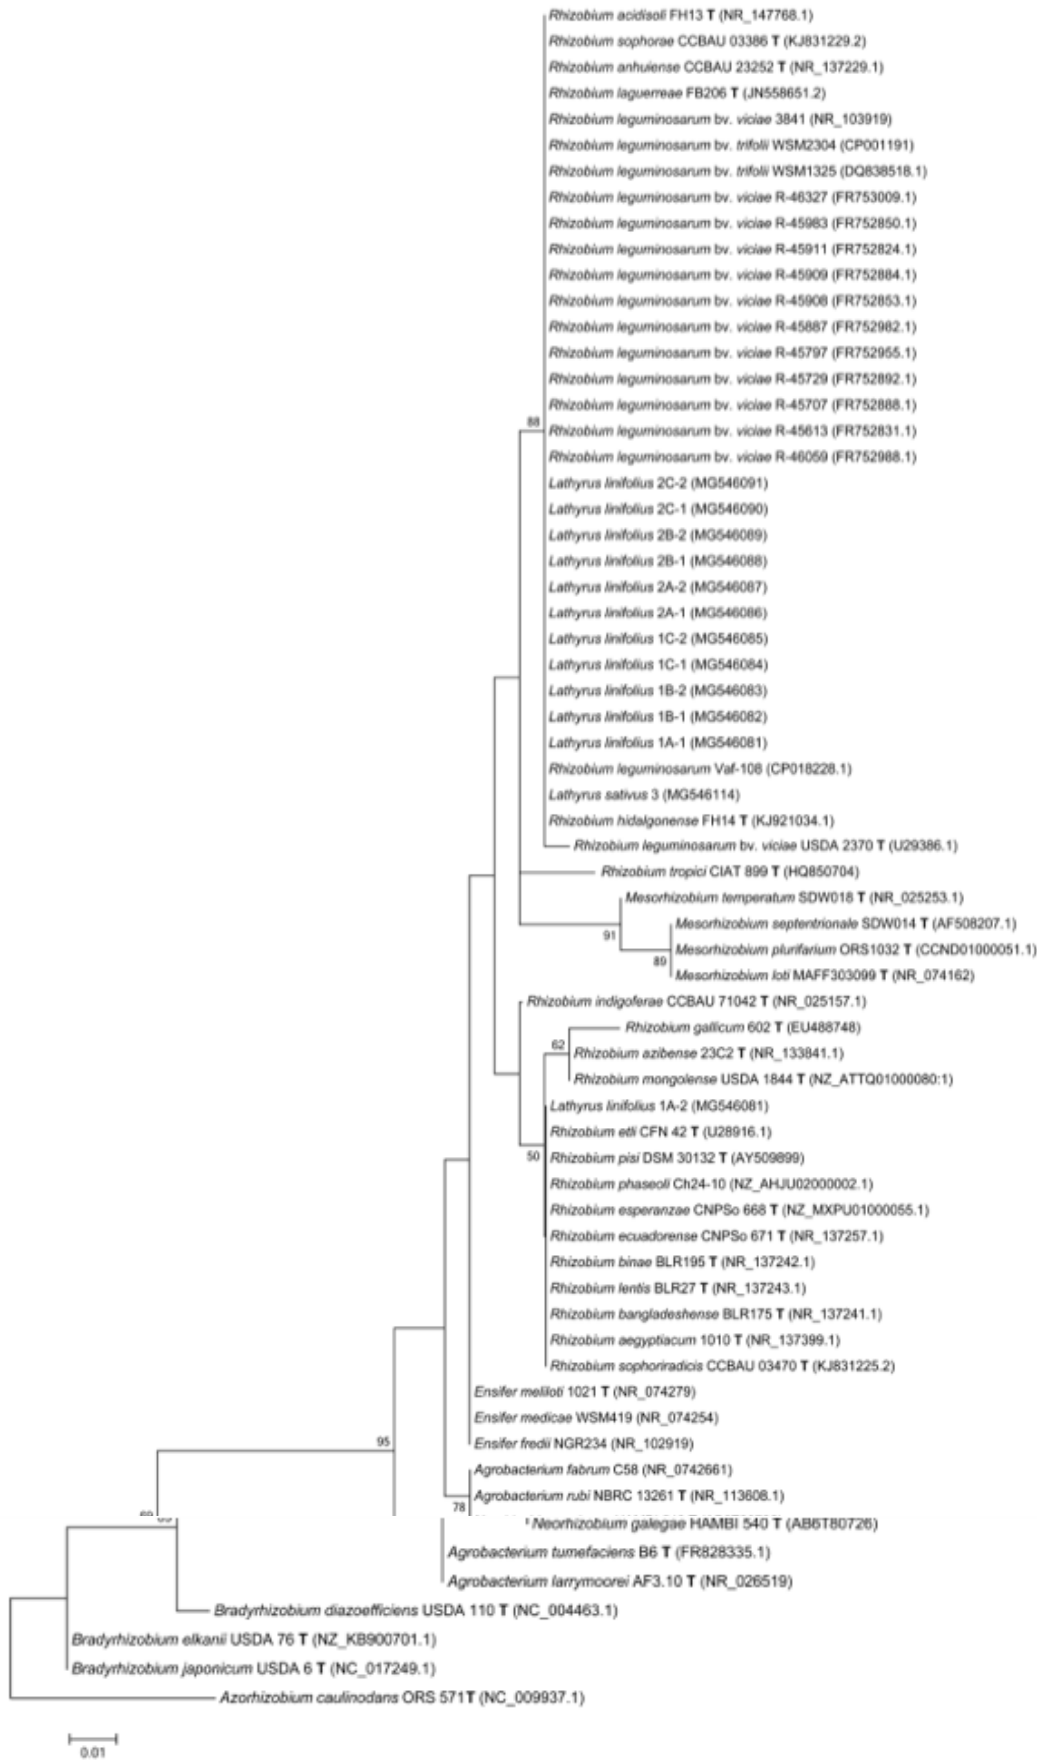 Rhizobium acidisoli FH13 T (NR_147768.1)
Rhizobium sophorae CCBAU 03386 T (KJ831229.2)
Rhizobium anhuiense CCBAU 23252 T (NR_137229.1)
Rhizobium laguerreae FB206 T (JN558651.2)
Rhizobium leguminosarum bv. viciae 3841 (NR_103919)
Rhizobium leguminosarum bv. trifolii WSM2304 (CP001191)
Rhizobium leguminosarum bv. trifolii WSM1325 (DQ838518.1)
Rhizobium leguminosarum bv. viciae R-46327 (FR753009.1)
Rhizobium leguminosarum bv. viciae R-45983 (FR752850.1)
Rhizobium leguminosarum bv. viciae R-45911 (FR752824.1)
Rhizobium leguminosarum bv. viciae R-45909 (FR752884.1)
Rhizobium leguminosarum bv. viciae R-45908 (FR752853.1)
Rhizobium leguminosarum bv. viciae R-45887 (FR752982.1)
Rhizobium leguminosarum bv. viciae R-45797 (FR752955.1)
Rhizobium leguminosarum bv. viciae R-45729 (FR752892.1)
Rhizobium leguminosarum bv. viciae R-45707 (FR752888.1)
88
Rhizobium leguminosarum bv. viciae R-45613 (FR752831.1)
Rhizobium leguminosarum bv. viciae R-46059 (FR752988.1)
Lathyrus linifolius 2C-2 (MG546091)
Lathyrus linifolius 2C-1 (MG546090)
Lathyrus linifolius 2B-2 (MG546089)
Lathyrus linifolius 2B-1 (MG546088)
Lathyrus linifolius 2A-2 (MG546087)
Lathyrus linifolius 2A-1 (MG546086)
Lathyrus linifolius 1C-2 (MG546085)
Lathyrus linifolius 1C-1 (MG546084)
Lathyrus linifolius 1B-2 (MG546083)
Lathyrus linifolius 1B-1 (MG546082)
Lathyrus linifolius 1A-1 (MG546081)
Rhizobium leguminosarum Vaf-108 (CP018228.1)
Lathyrus sativus 3 (MG546114)
Rhizobium hidalgonense FH14 T (KJ921034.1)
Rhizobium leguminosarum bv. viciae USDA 2370 T (U29386.1)
Rhizobium tropici CIAT 899 T (HQ850704)
Mesorhizobium temperatum SDW018 T (NR_025253.1)
Mesorhizobium septentrionale SDW014 T (AF508207.1)
91
Mesorhizobium plurifarium ORS1032 T (CCND01000051.1)
89
Mesorhizobium loti MAFF303099 T (NR_074162)
Rhizobium indigoferae CCBAU 71042 T (NR_025157.1)
Rhizobium gallicum 602 T (EU488748)
62
Rhizobium azibense 23C2 T (NR_133841.1)
Rhizobium mongolense USDA 1844 T (NZ_ATTQ01000080:1)
Lathyrus linifolius 1A-2 (MG546081)
Rhizobium etli CFN 42 T (U28916.1)
50
Rhizobium pisi DSM 30132 T (AY509899)
Rhizobium phaseoli Ch24-10 (NZ_AHJU02000002.1)
Rhizobium esperanzae CNPSo 668 T (NZ_MXPU01000055.1)
Rhizobium ecuadorense CNPSo 671 T (NR_137257.1)
Rhizobium binae BLR195 T (NR_137242.1)
Rhizobium lentis BLR27 T (NR_137243.1)
Rhizobium bangladeshense BLR175 T (NR_137241.1)
Rhizobium aegyptiacum 1010 T (NR_137399.1)
Rhizobium sophoriradicis CCBAU 03470 T (KJ831225.2)
Ensifer meliloti 1021 T (NR_074279)
Ensifer medicae WSM419 (NR_074254)
95
Ensifer fredii NGR234 (NR_102919)
Agrobacterium fabrum C58 (NR_0742661)
Agrobacterium rubi NBRC 13261 T (NR_113608.1)
78
Neorhizobium galegae HAMBI 540 T (AB6T80726)
Agrobacterium tumefaciens B6 T (FR828335.1)
Agrobacterium larrymoorei AF3.10 T (NR_026519)
Bradyrhizobium diazoefficiens USDA 110 T (NC_004463.1)
Bradyrhizobium elkanii USDA 76 T (NZ_KB900701.1)
Bradyrhizobium japonicum USDA 6 T (NC_017249.1)
Azorhizobium caulinodans ORS 571T (NC_009937.1)
0.01